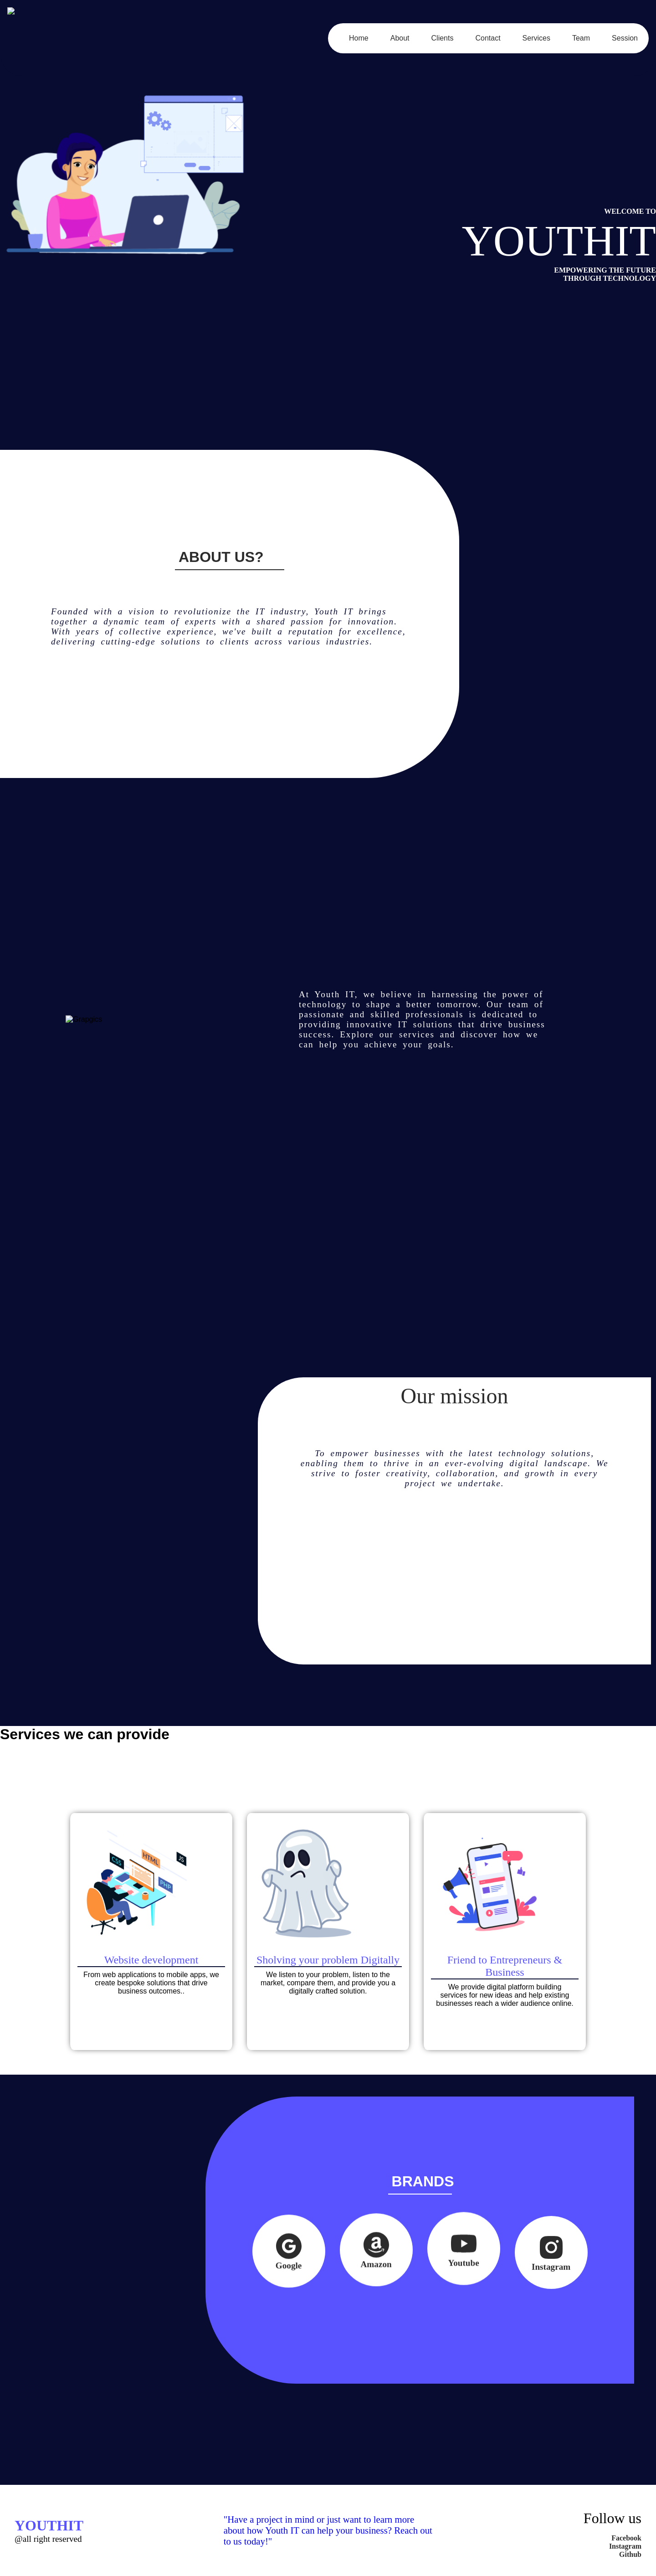 Home About Clients Contact Services Team Session
WELCOME TO
YOUTHIT
EMPOWERING THE FUTURE
THROUGH TECHNOLOGY
ABOUT US?
Founded with a vision to revolutionize the IT industry, Youth IT brings
together a dynamic team of experts with a shared passion for innovation.
With years of collective experience, we've built a reputation for excellence,
delivering cutting-edge solutions to clients across various industries.
At Youth IT, we believe in harnessing the power of
technology to shape a better tomorrow. Our team of
passionate and skilled professionals is dedicated to
providing innovative IT solutions that drive business
success. Explore our services and discover how we
can help you achieve your goals.
Our mission
To empower businesses with the latest technology solutions,
enabling them to thrive in an ever-evolving digital landscape. We
strive to foster creativity, collaboration, and growth in every
project we undertake.
Services we can provide
CSS
HTML
JS
PHP
Website development
From web applications to mobile apps, we
create bespoke solutions that drive
business outcomes..
Sholving your problem Digitally
We listen to your problem, listen to the
market, compare them, and provide you a
digitally crafted solution.
Friend to Entrepreneurs &
Business
We provide digital platform building
services for new ideas and help existing
businesses reach a wider audience online.
BRANDS
Google
Amazon
Youtube
Instagram
YOUTHIT
@all right reserved
"Have a project in mind or just want to learn more
about how Youth IT can help your business? Reach out
to us today!"
Follow us
Facebook
Instagram
Github